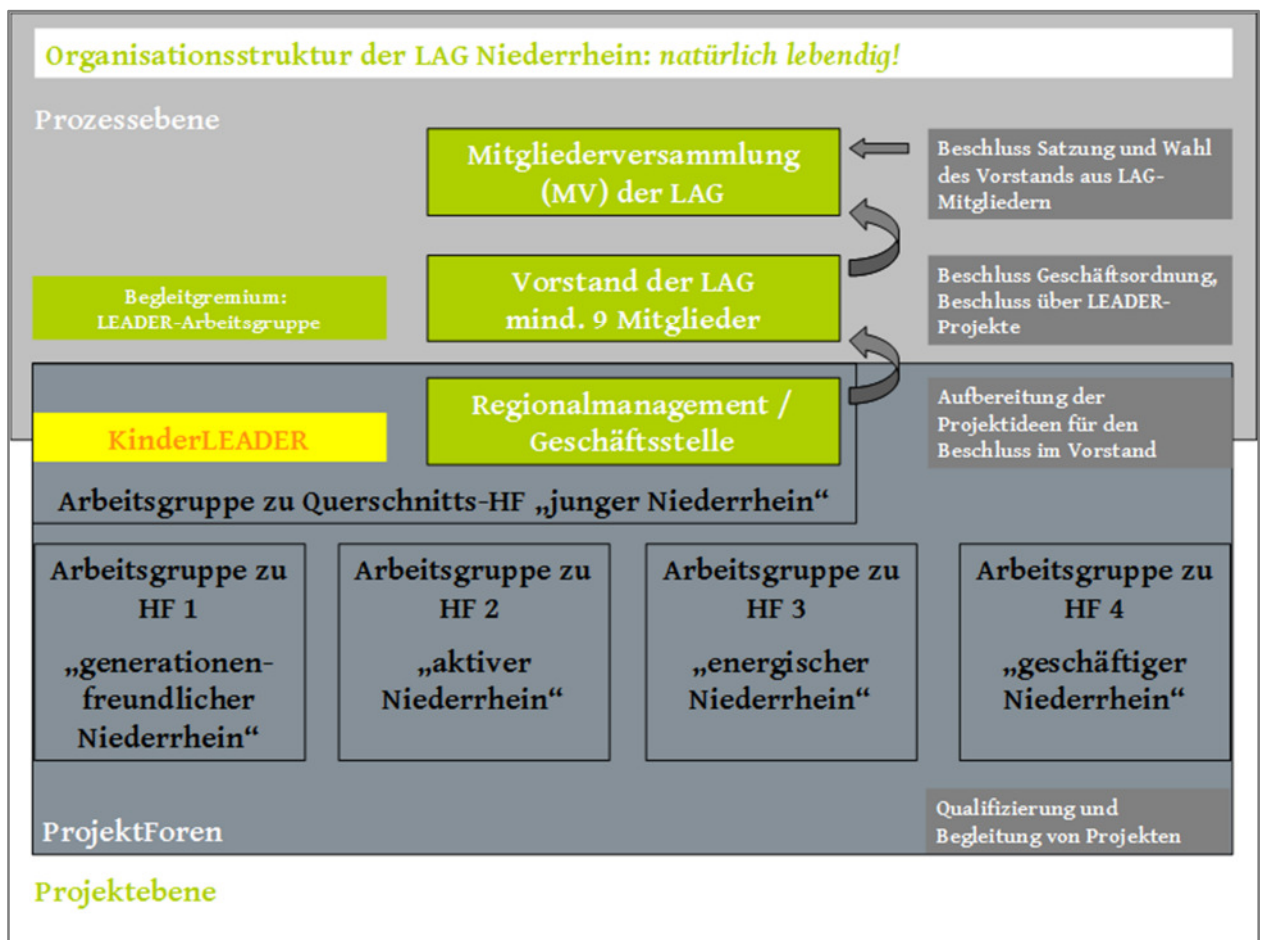 Organisationsstruktur der LAG Niederrhein: natürlich lebendig!
Prozessebene
Mitgliederversammlung
(MV) der LAG
Beschluss Satzung und Wahl
des Vorstands aus LAG-
Mitgliedern
Begleitgremium:
LEADER-Arbeitsgruppe
Vorstand der LAG
mind. 9 Mitglieder
Beschluss Geschäftsordnung,
Beschluss über LEADER-
Projekte
KinderLEADER
Regionalmanagement /
Geschäftsstelle
Aufbereitung der
Projektideen für den
Beschluss im Vorstand
Arbeitsgruppe zu Querschnitts-HF „junger Niederrhein“
Arbeitsgruppe zu
HF 1
„generationen-
freundlicher
Niederrhein“
Arbeitsgruppe zu
HF 2
„aktiver
Niederrhein“
Arbeitsgruppe zu
HF 3
„energischer
Niederrhein“
Arbeitsgruppe zu
HF 4
„geschäftiger
Niederrhein“
ProjektForen
Qualifizierung und
Begleitung von Projekten
Projektebene